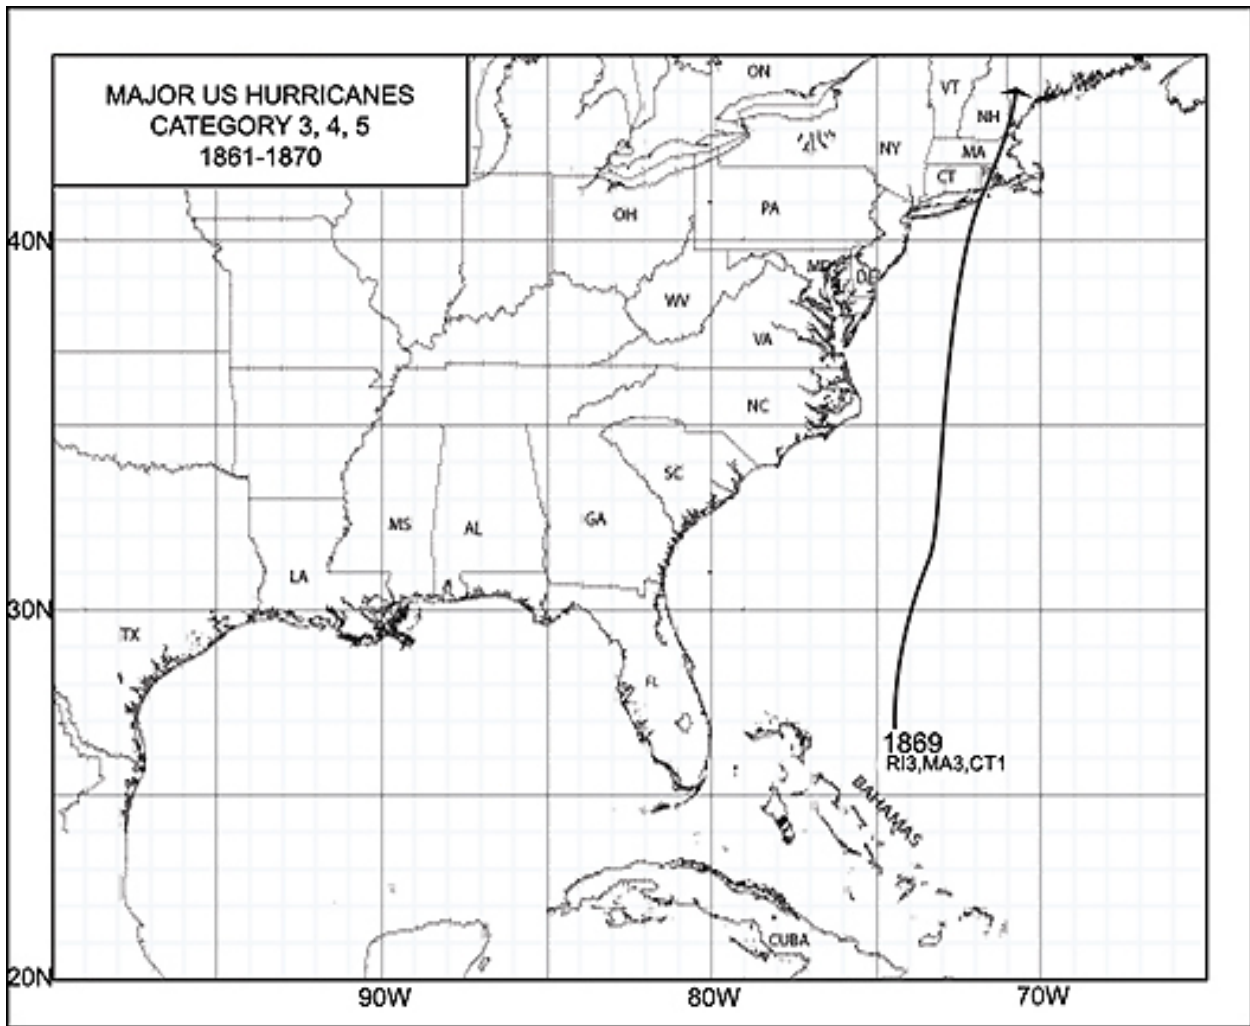 MAJOR US HURRICANES
CATEGORY 3, 4, 5
1861-1870
ON
VT
NH
NY
MA
CT
PA
OH
40N
MD
DE
WV
VA
NC
SC
MS
AL
GA
LA
30N
TX
FL
1869
RI3,MA3,CT1
BAHAMAS
CUBA
20N
90W
80W
70W